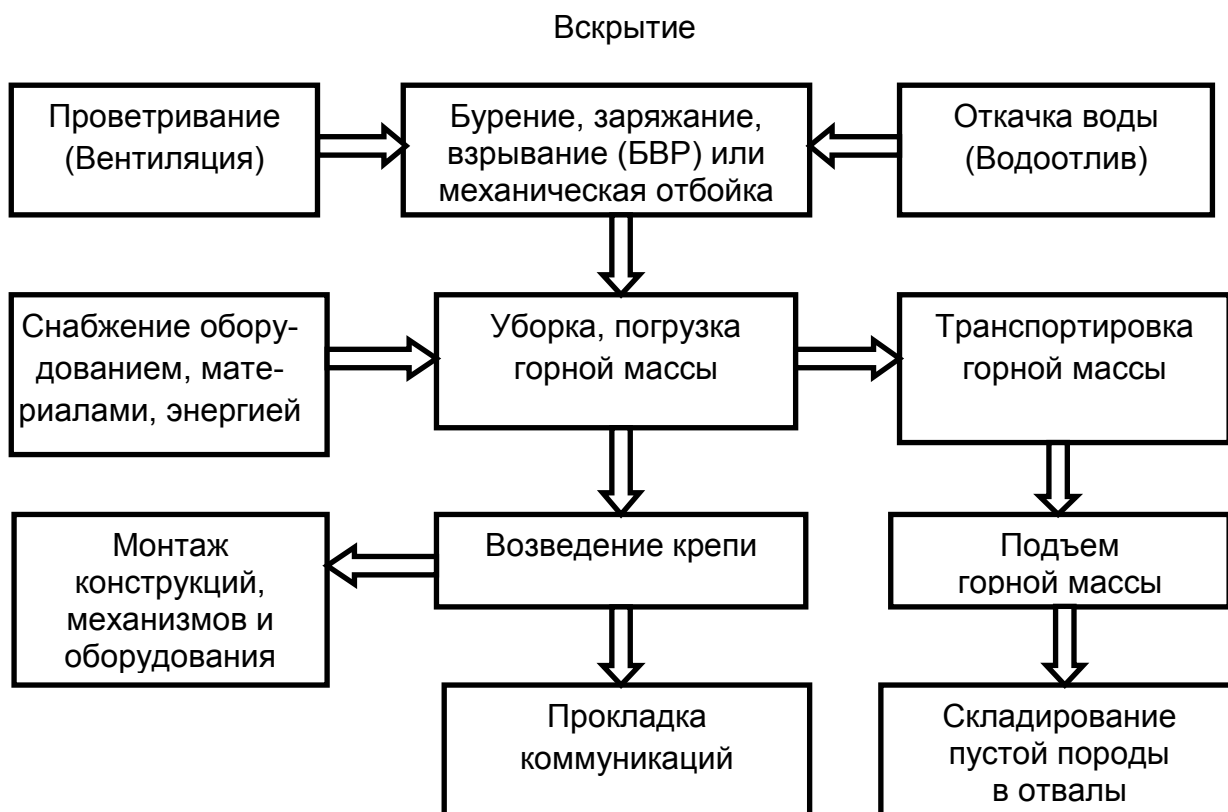 Вскрытие
Проветривание
(Вентиляция)
Бурение, заряжание,
взрывание (БВР) или
механическая отбойка
Откачка воды
(Водоотлив)
Снабжение обору-
дованием, мате-
риалами, энергией
Уборка, погрузка
горной массы
Транспортировка
горной массы
Монтаж
конструкций,
механизмов и
оборудования
Возведение крепи
Подъем
горной массы
Прокладка
коммуникаций
Складирование
пустой породы
в отвалы